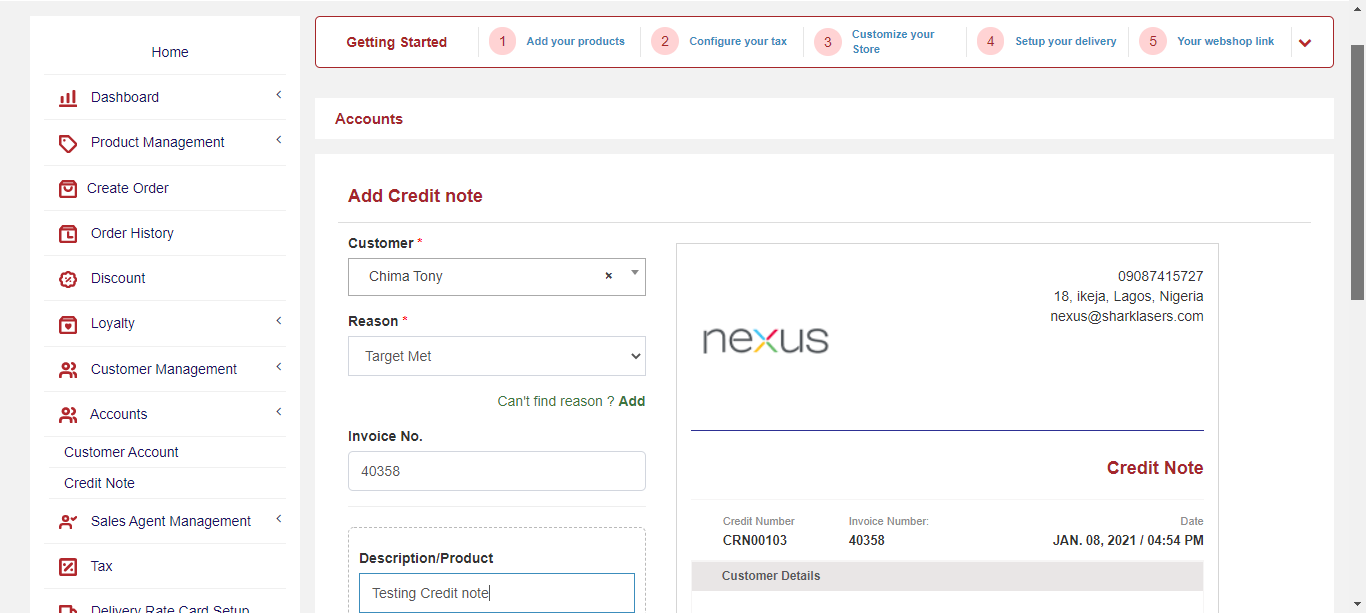 Home
Dashboard
Product Management
Create Order
Order History
Discount
Loyalty
Customer Management
Accounts
Customer Account
Credit Note
Sales Agent Management
Tax
Delivery Rate Card Setup
Getting Started
1 Add your products
2 Configure your tax
3 Customize your
Store
4 Setup your delivery
5 Your webshop link
Accounts
Add Credit note
Customer *
Chima Tony ×
Reason *
Target Met
Can't find reason ? Add
Invoice No.
40358
Description/Product
Testing Credit note
09087415727
18, ikeja, Lagos, Nigeria
nexus@sharklasers.com
nexus
Credit Note
Credit Number Invoice Number: Date
CRN00103 40358 JAN. 08, 2021 / 04:54 PM
Customer Details